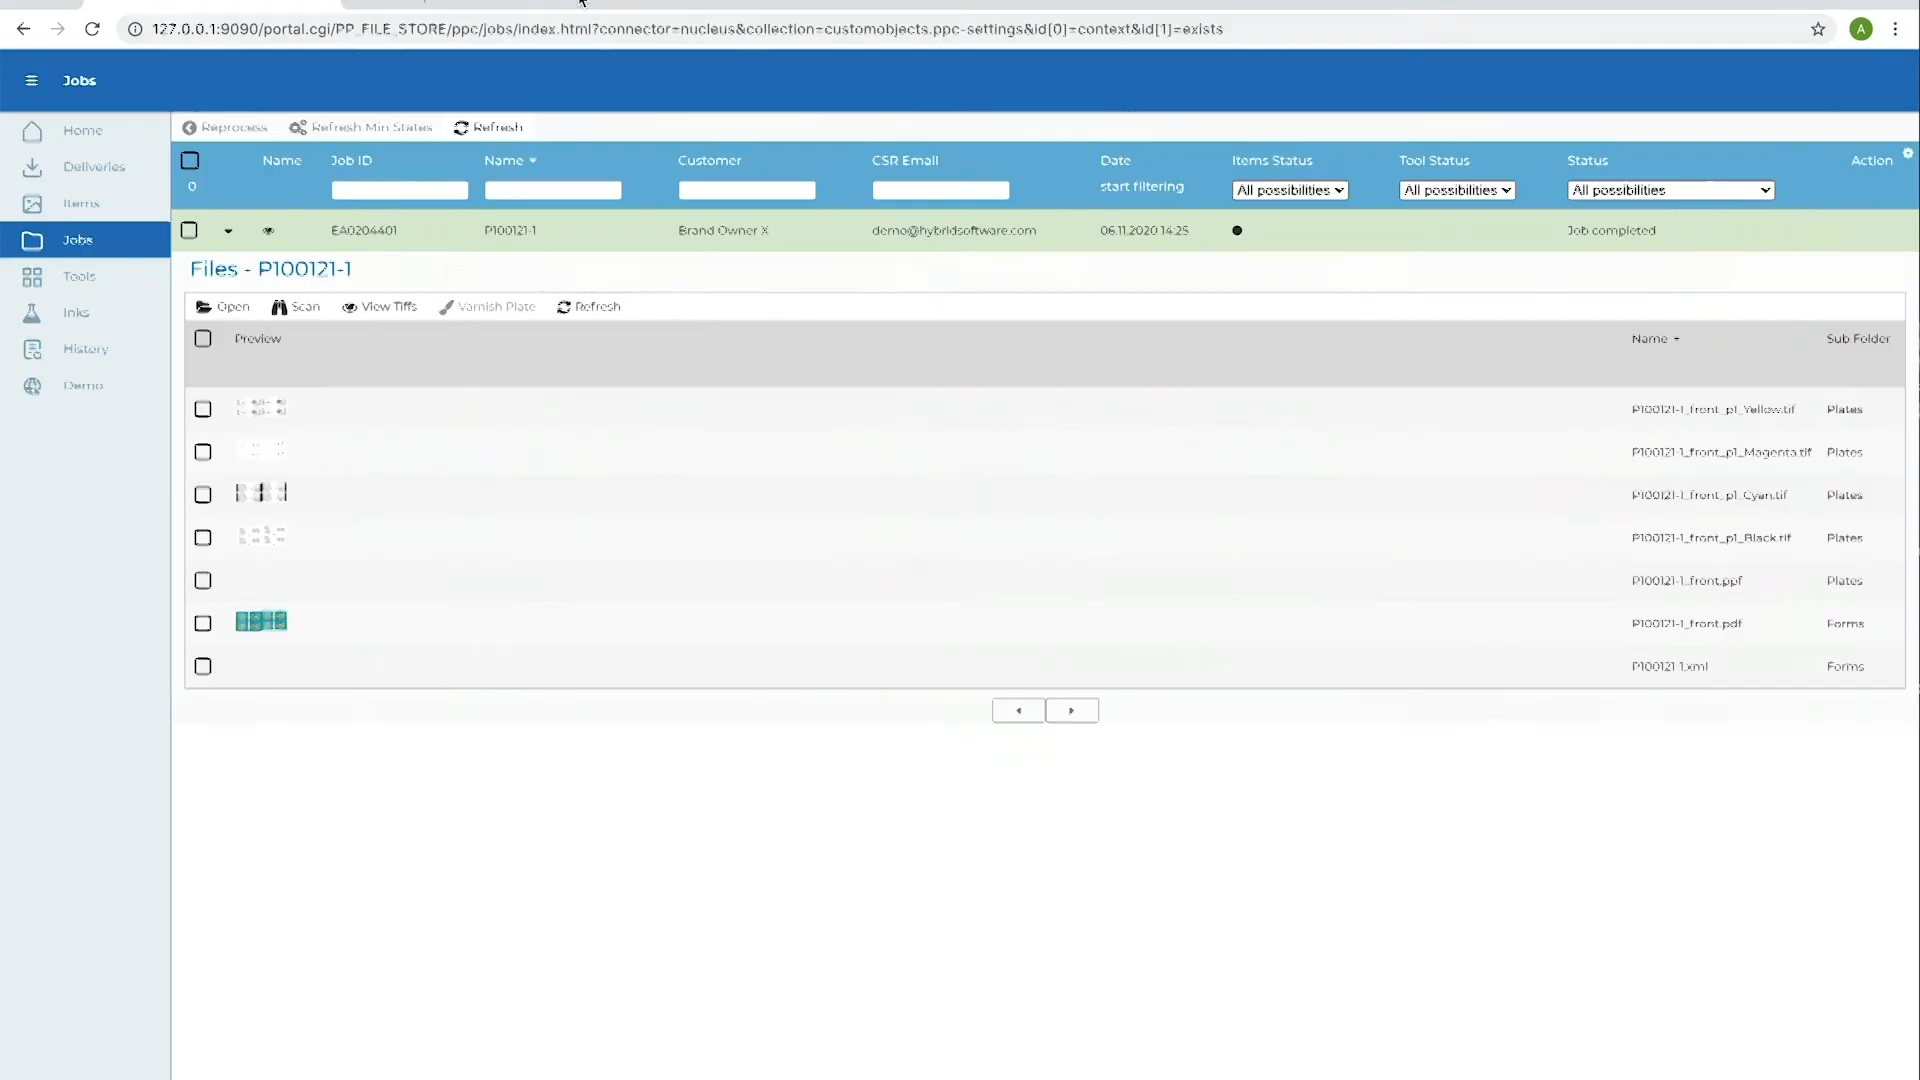 127.0.0.1:9090/portal.cgi/PP_FILE_STORE/ppc/jobs/index.html?connector=nucleus&collection=customobjects.ppc-settings&id[0]=context&id[1]=exists
A
Jobs
Home
Deliveries
Items
Jobs
Tools
Inks
History
Demo
Reprocess Refresh Min States Refresh
Name Job ID Name Customer CSR Email Date Items Status Tool Status Status Action
0 start filtering All possibilities All possibilities All possibilities
EA0204401 P100121-1 Brand Owner X demo@hybridsoftware.com 06.11.2020 14:25 Job completed
Files - P100121-1
Open Scan View Tiffs Varnish Plate Refresh
Preview Name Sub Folder
P100121-1_front_p1_Yellow.tif Plates
P100121-1_front_p1_Magenta.tif Plates
P100121-1_front_p1_Cyan.tif Plates
P100121-1_front_p1_Black.tif Plates
P100121-1_front.ppf Plates
P100121-1_front.pdf Forms
P100121-1.xml Forms